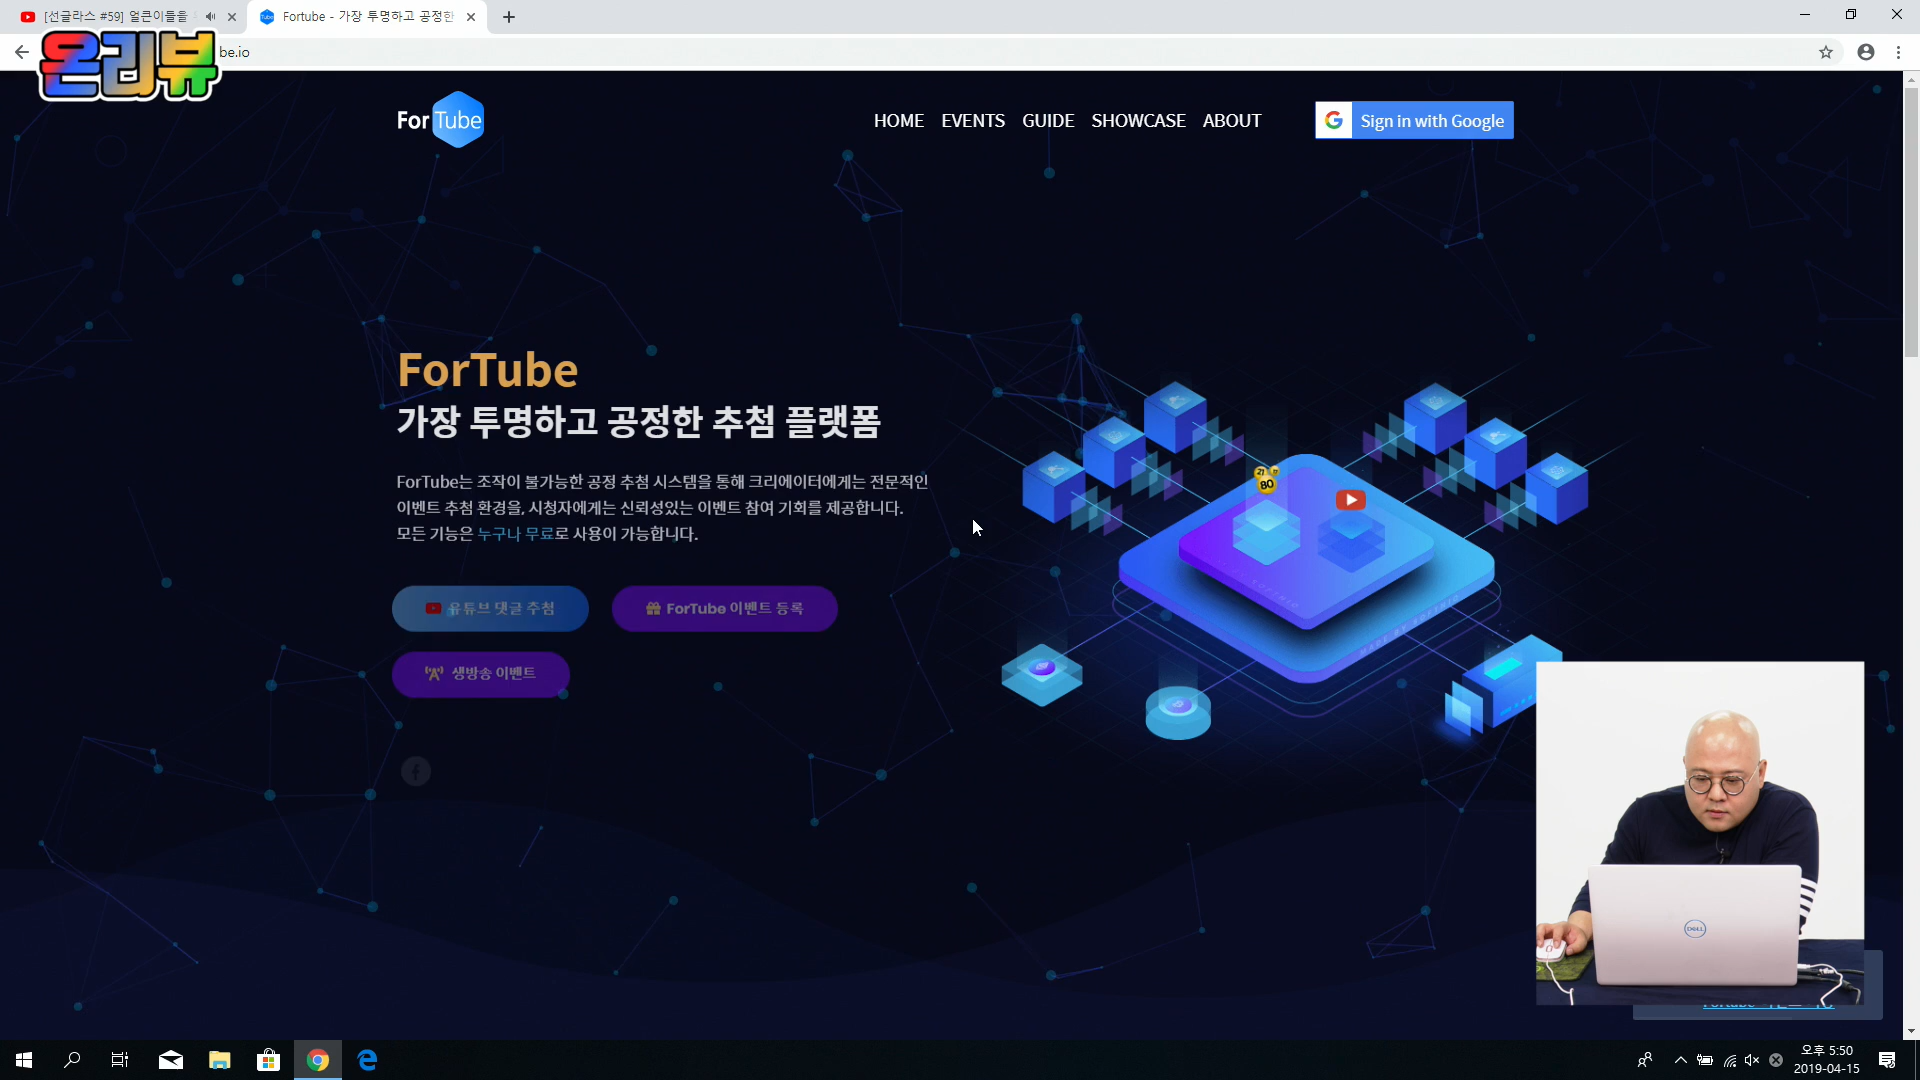 [선글라스 #59] 얼큰이들을
Fortube - 가장 투명하고 공정한
온리뷰
be.io
ForTube
HOME
EVENTS
GUIDE
SHOWCASE
ABOUT
Sign in with Google
ForTube
가장 투명하고 공정한 추첨 플랫폼
ForTube는 조작이 불가능한 공정 추첨 시스템을 통해 크리에이터에게는 전문적인
이벤트 추첨 환경을, 시청자에게는 신뢰성있는 이벤트 참여 기회를 제공합니다.
모든 기능은 누구나 무료로 사용이 가능합니다.
유튜브 댓글 추첨
ForTube 이벤트 등록
생방송 이벤트
80
DELL
오후 5:50
2019-04-15